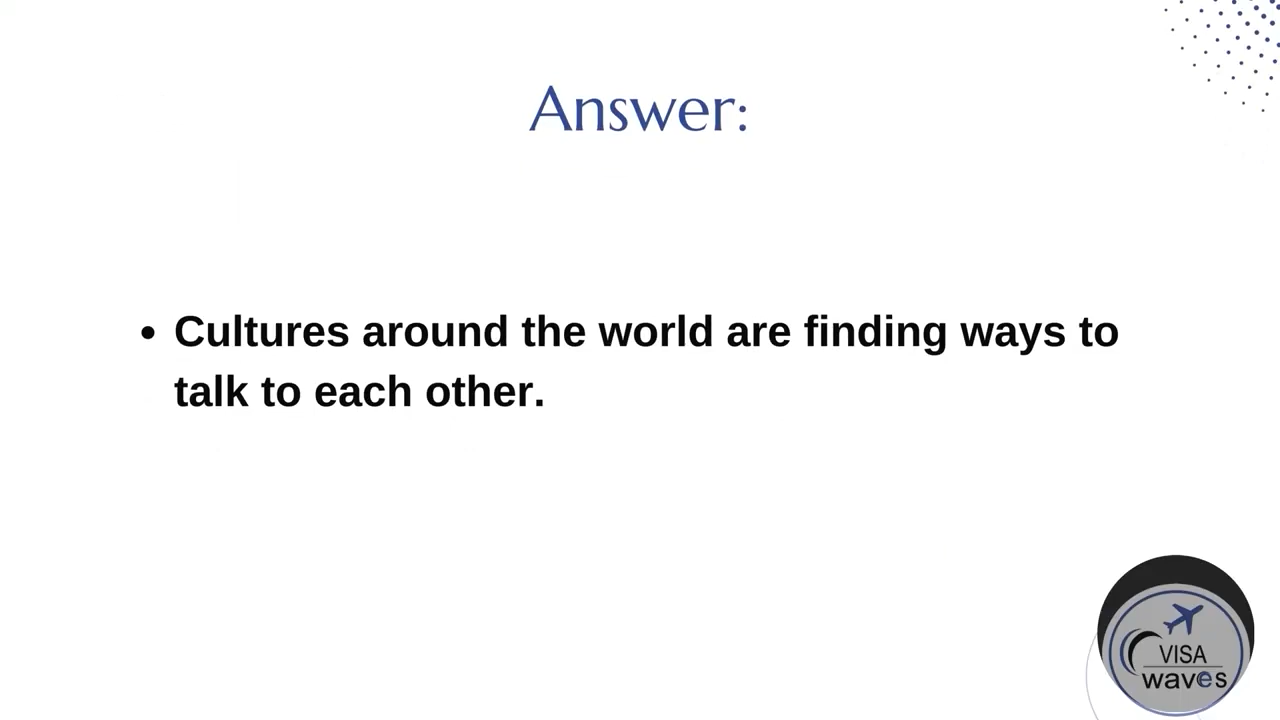 Answer:
• Cultures around the world are finding ways to
talk to each other.
VISA
waves